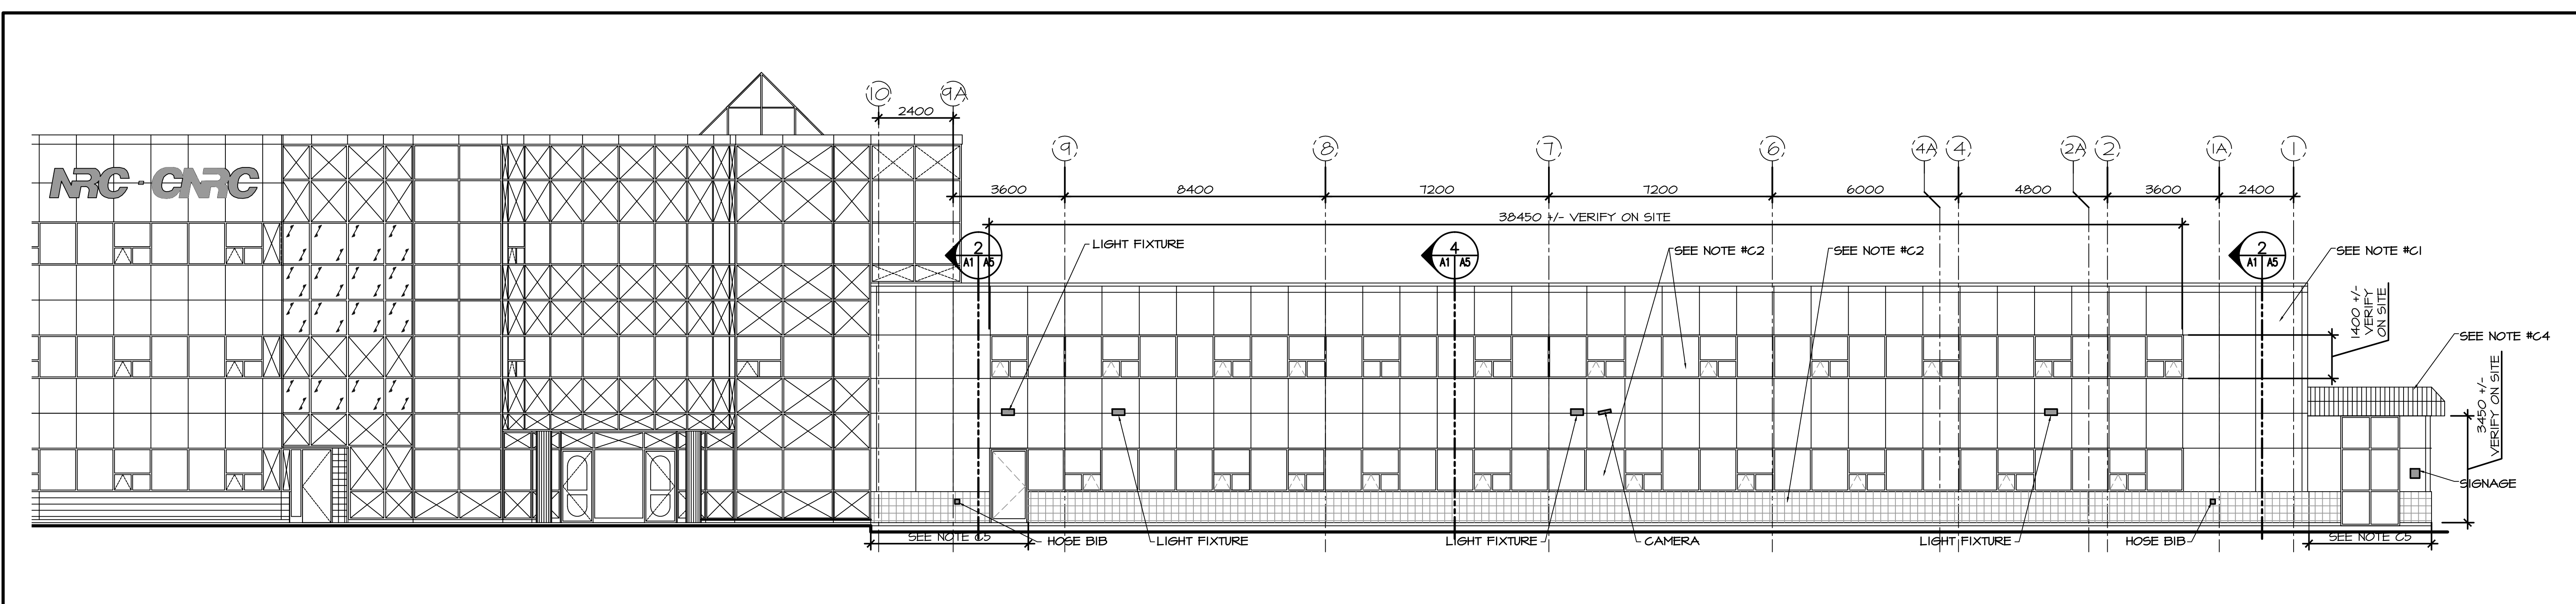 10 9A
2400
9 8 7 6 4A 4 2A 2 1A 1
NRC - CNRC
3600 8400 7200 7200 6000 4800 3600 2400
38450 +/- VERIFY ON SITE
2
A1 A5
LIGHT FIXTURE
4
A1 A5
SEE NOTE #C2
SEE NOTE #C2
2
A1 A5
SEE NOTE #C1
1400 +/-
VERIFY
ON SITE
SEE NOTE #C4
3450 +/-
VERIFY ON SITE
SIGNAGE
SEE NOTE C5
HOSE BIB
LIGHT FIXTURE
LIGHT FIXTURE
CAMERA
LIGHT FIXTURE
HOSE BIB
SEE NOTE C5